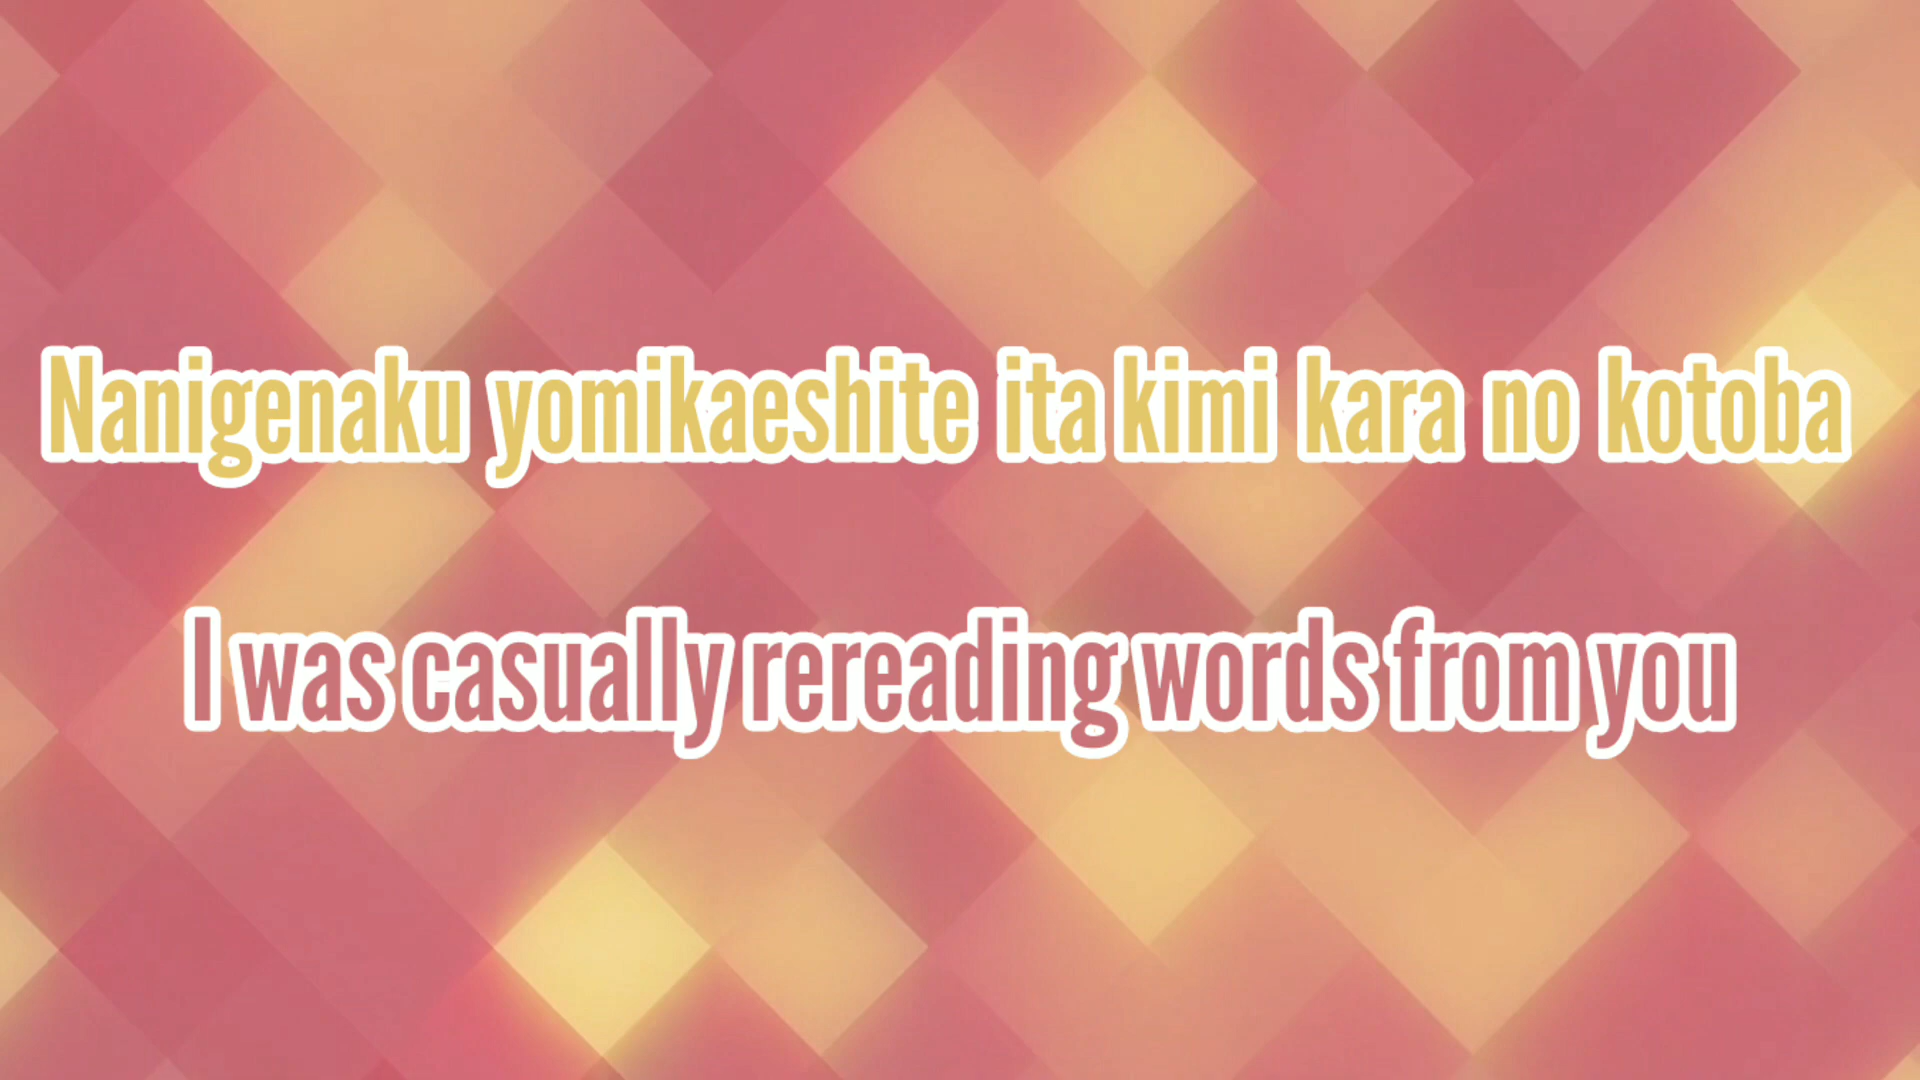 Nanigenaku yomikaeshite ita kimi kara no kotoba
I was casually rereading words from you